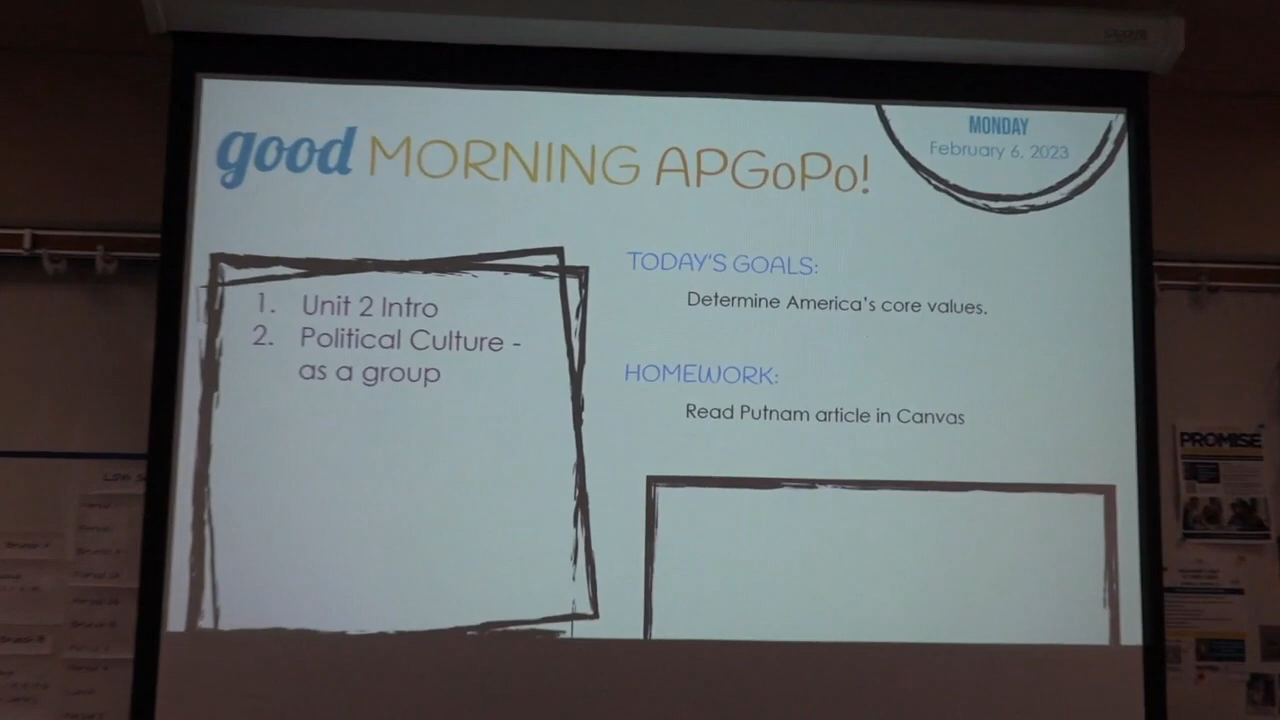 good MORNING APGoPo!
MONDAY
February 6, 2023
1. Unit 2 Intro
2. Political Culture -
as a group
TODAY'S GOALS:
Determine America's core values.
HOMEWORK:
Read Putnam article in Canvas
PROMISE